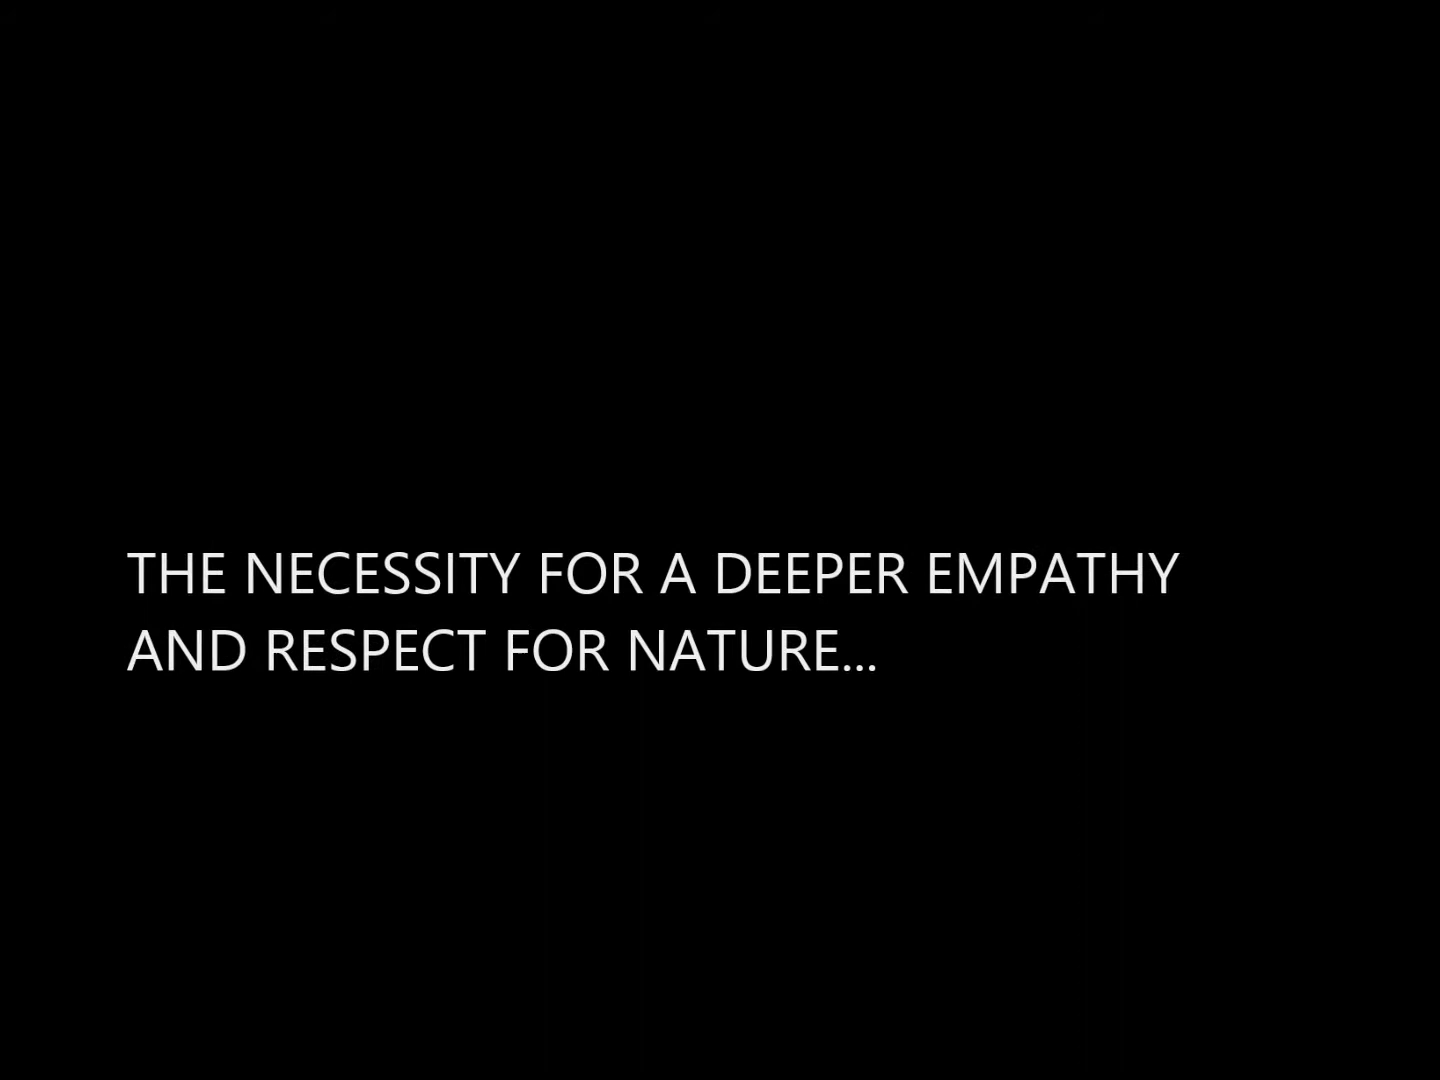 THE NECESSITY FOR A DEEPER EMPATHY
AND RESPECT FOR NATURE...